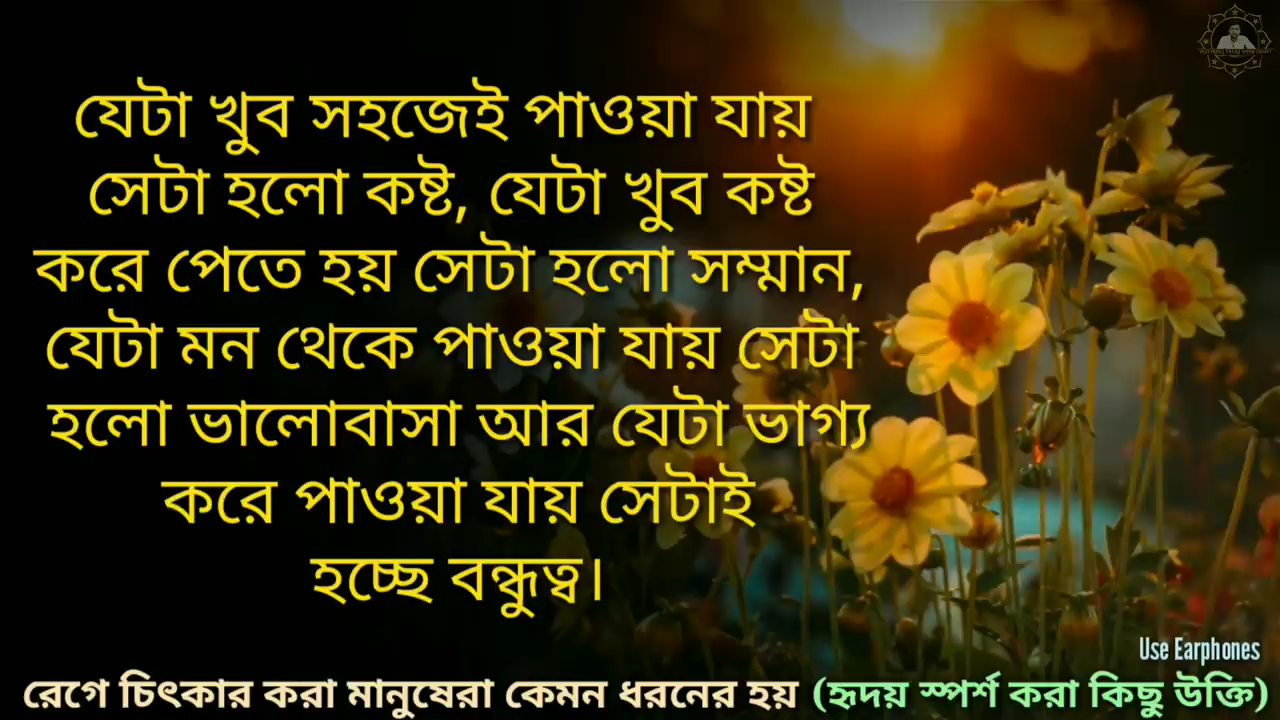 যেটা খুব সহজেই পাওয়া যায়
সেটা হলো কষ্ট, যেটা খুব কষ্ট
করে পেতে হয় সেটা হলো সম্মান,
যেটা মন থেকে পাওয়া যায় সেটা
হলো ভালোবাসা আর যেটা ভাগ্য
করে পাওয়া যায় সেটাই
হচ্ছে বন্ধুত্ব।
Use Earphones
রেগে চিৎকার করা মানুষেরা কেমন ধরনের হয় (হৃদয় স্পর্শ করা কিছু উক্তি)